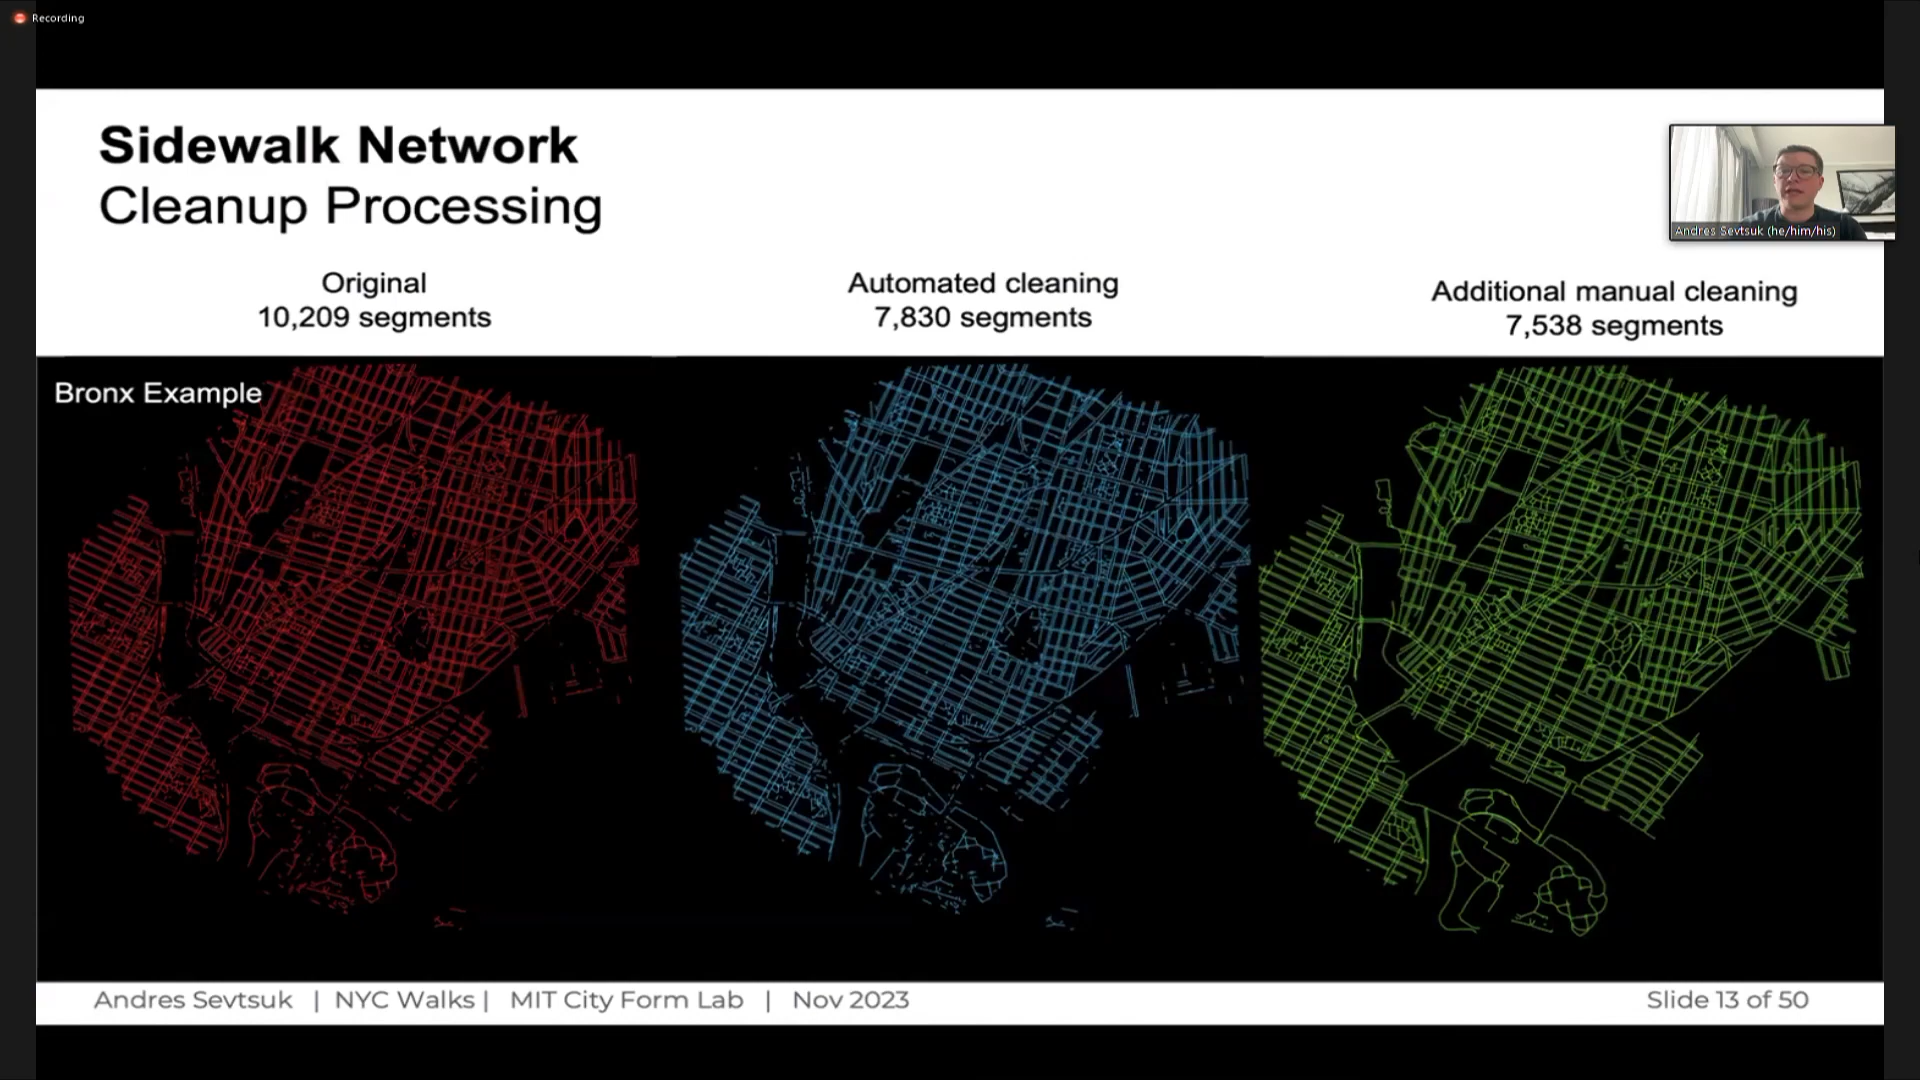 Recording
Sidewalk Network
Cleanup Processing
Andres Sevtsuk (he/him/his)
Original
10,209 segments
Automated cleaning
7,830 segments
Additional manual cleaning
7,538 segments
Bronx Example
Andres Sevtsuk | NYC Walks | MIT City Form Lab | Nov 2023
Slide 13 of 50